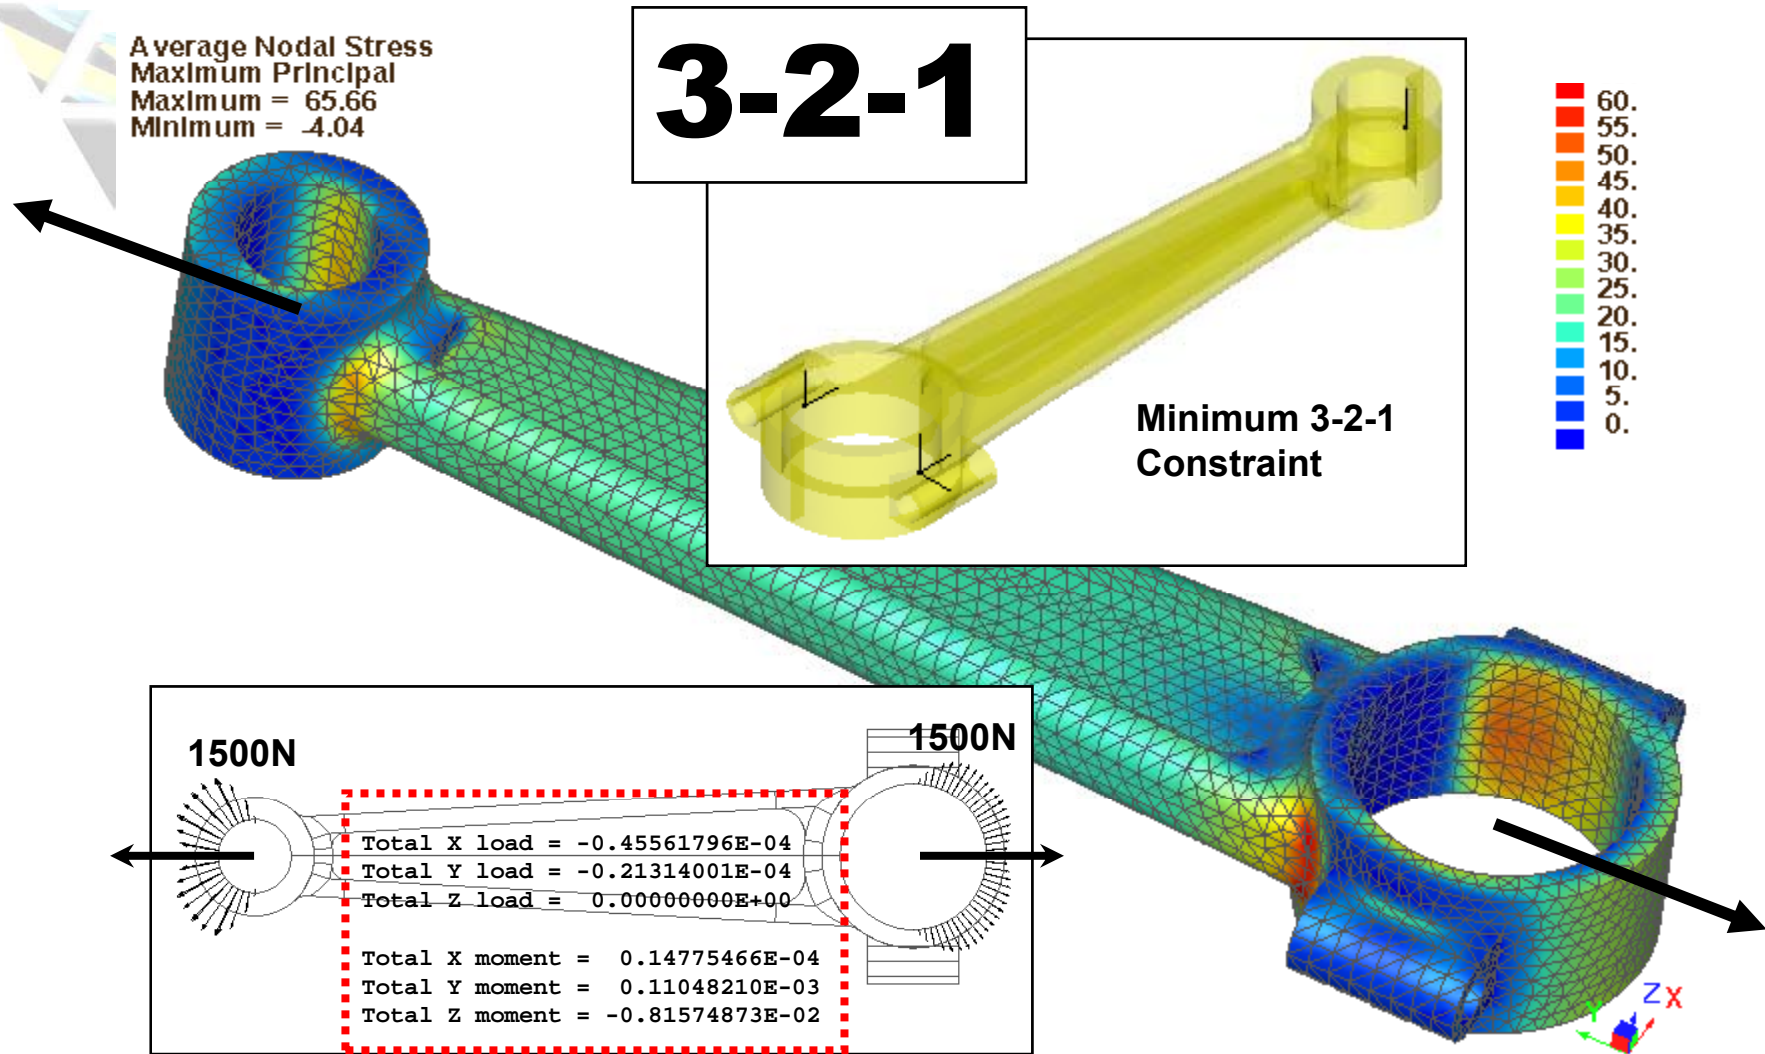 Average Nodal Stress
Maximum Principal
Maximum = 65.66
Minimum = -4.04
3-2-1
Minimum 3-2-1
Constraint
60.
55.
50.
45.
40.
35.
30.
25.
20.
15.
10.
5.
0.
1500N
1500N
Total X load = -0.45561796E-04
Total Y load = -0.21314001E-04
Total Z load = 0.00000000E+00
Total X moment = 0.14775466E-04
Total Y moment = 0.11048210E-03
Total Z moment = -0.81574873E-02
Z X
Y